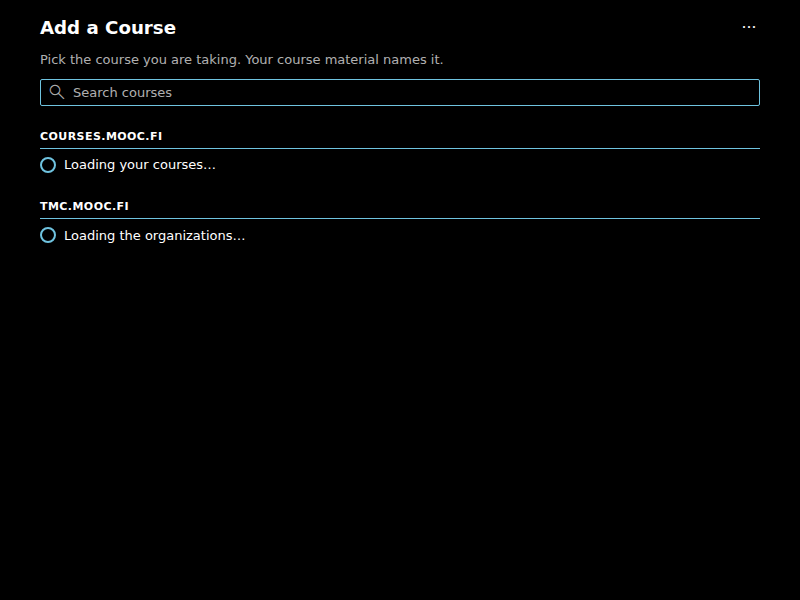 Add a Course
...
Pick the course you are taking. Your course material names it.
Search courses
COURSES.MOOC.FI
Loading your courses...
TMC.MOOC.FI
Loading the organizations...